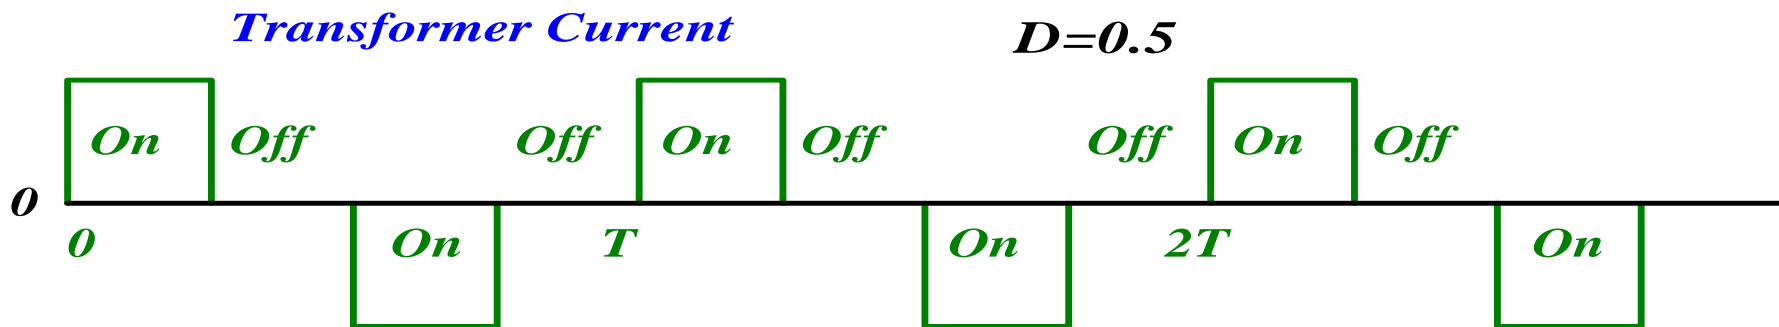 Transformer Current D=0.5
On Off Off On Off Off On Off
0
0 On T On 2T On